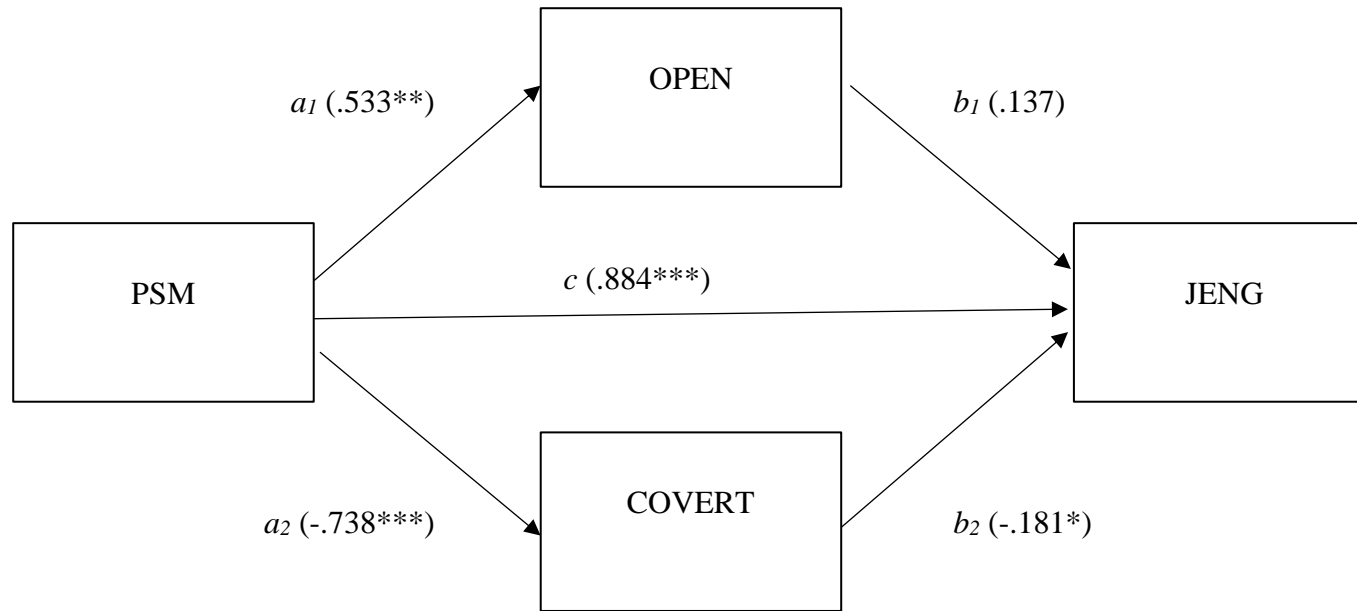 OPEN
a1 (.533**)
b1 (.137)
PSM
c (.884***)
JENG
COVERT
a2 (-.738***)
b2 (-.181*)